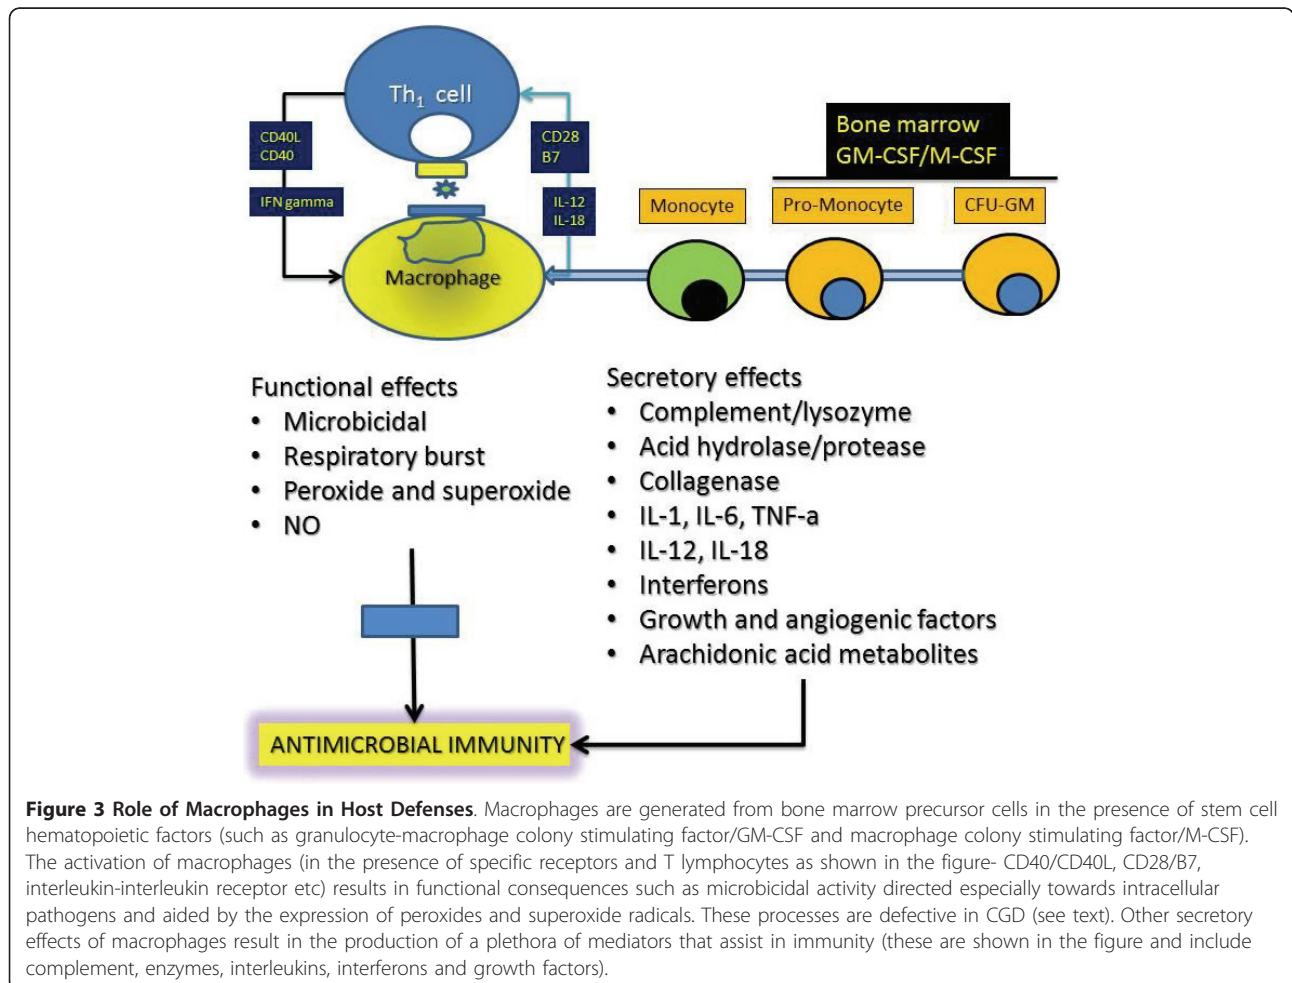 Th1 cell
CD40L
CD40
IFN gamma
CD28
B7
IL-12
IL-18
Macrophage
Bone marrow
GM-CSF/M-CSF
Monocyte
Pro-Monocyte
CFU-GM
Functional effects
• Microbicidal
• Respiratory burst
• Peroxide and superoxide
• NO
Secretory effects
• Complement/lysozyme
• Acid hydrolase/protease
• Collagenase
• IL-1, IL-6, TNF-a
• IL-12, IL-18
• Interferons
• Growth and angiogenic factors
• Arachidonic acid metabolites
ANTIMICROBIAL IMMUNITY
Figure 3 Role of Macrophages in Host Defenses. Macrophages are generated from bone marrow precursor cells in the presence of stem cell
hematopoietic factors (such as granulocyte-macrophage colony stimulating factor/GM-CSF and macrophage colony stimulating factor/M-CSF).
The activation of macrophages (in the presence of specific receptors and T lymphocytes as shown in the figure- CD40/CD40L, CD28/B7,
interleukin-interleukin receptor etc) results in functional consequences such as microbicidal activity directed especially towards intracellular
pathogens and aided by the expression of peroxides and superoxide radicals. These processes are defective in CGD (see text). Other secretory
effects of macrophages result in the production of a plethora of mediators that assist in immunity (these are shown in the figure and include
complement, enzymes, interleukins, interferons and growth factors).